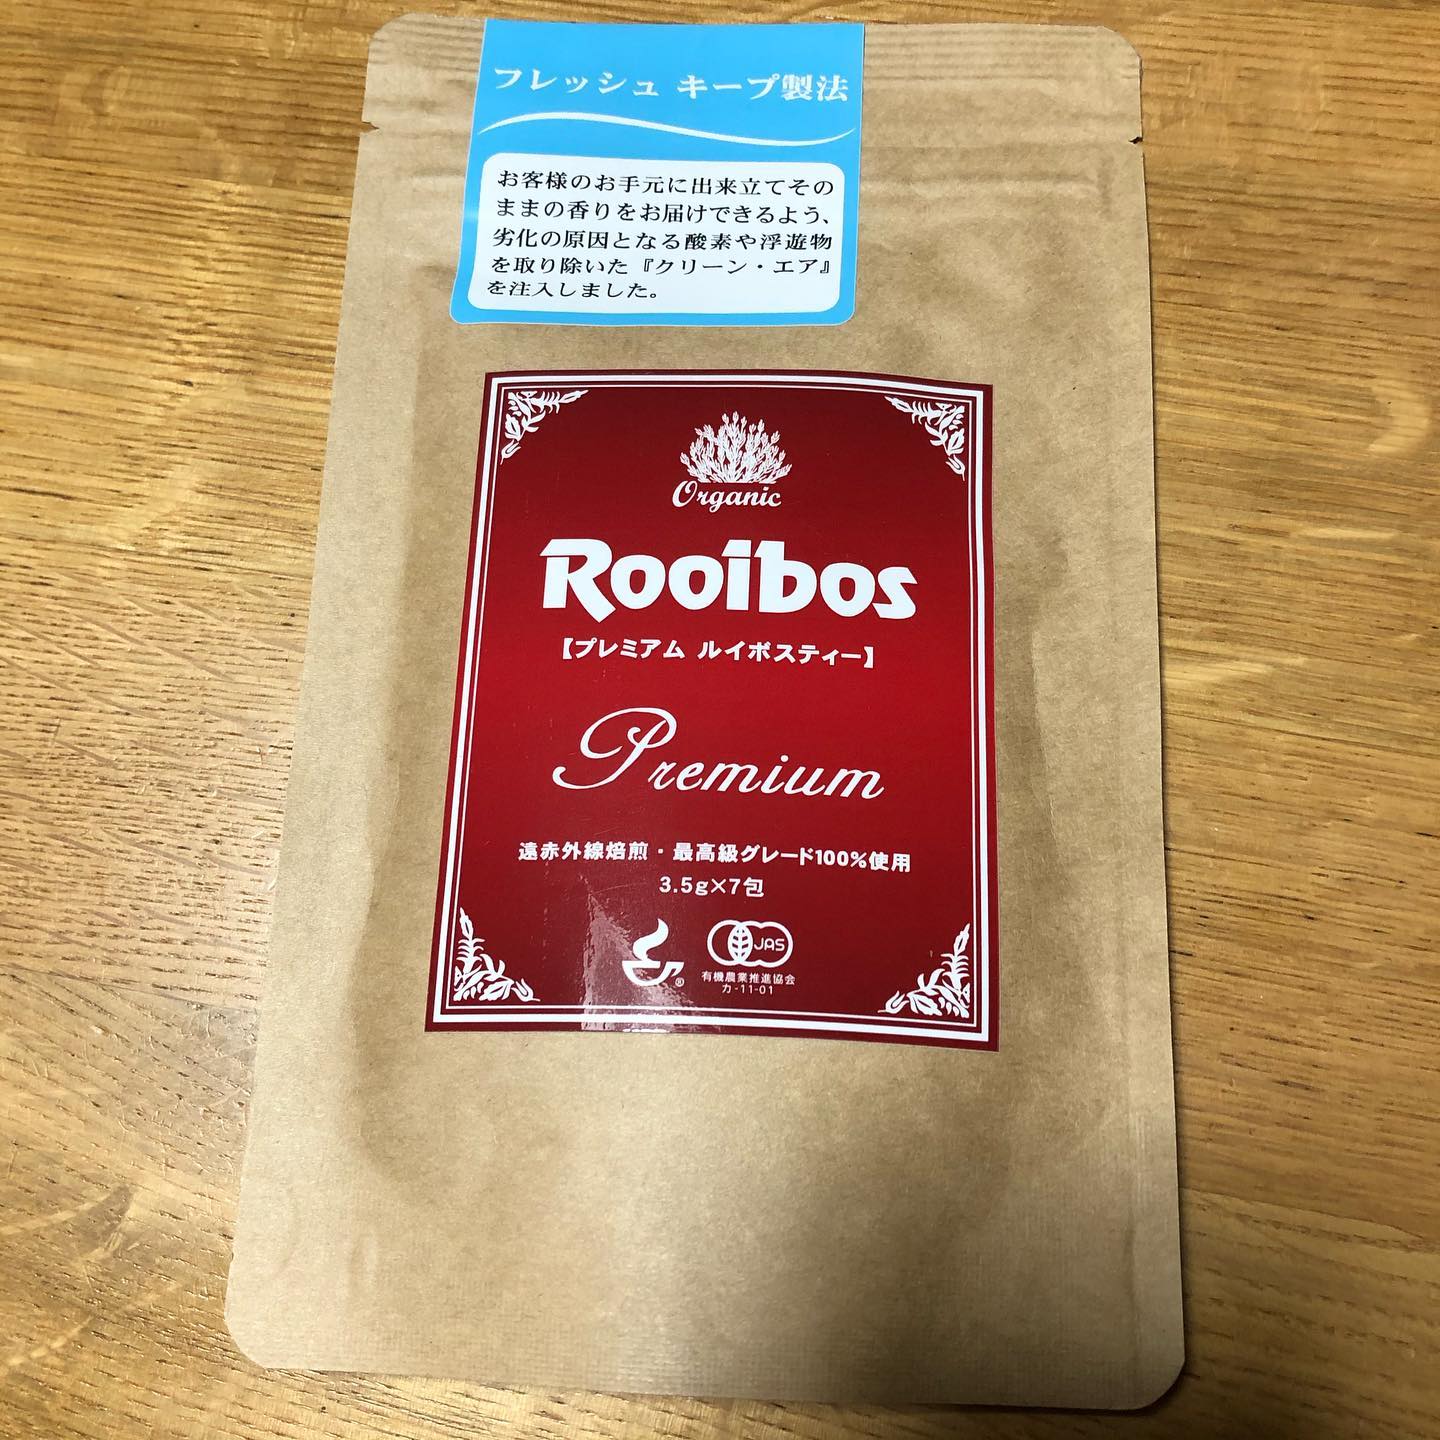 フレッシュ キープ製法
お客様のお手元に出来立てその
ままの香りをお届けできるよう、
劣化の原因となる酸素や浮遊物
を取り除いた『クリーン・エア』
を注入しました。
Organic
Rooibos
【プレミアム ルイボスティー】
Premium
遠赤外線焙煎・最高級グレード100%使用
3.5g×7包
®
JAS
有機農業推進協会
カ-11-01